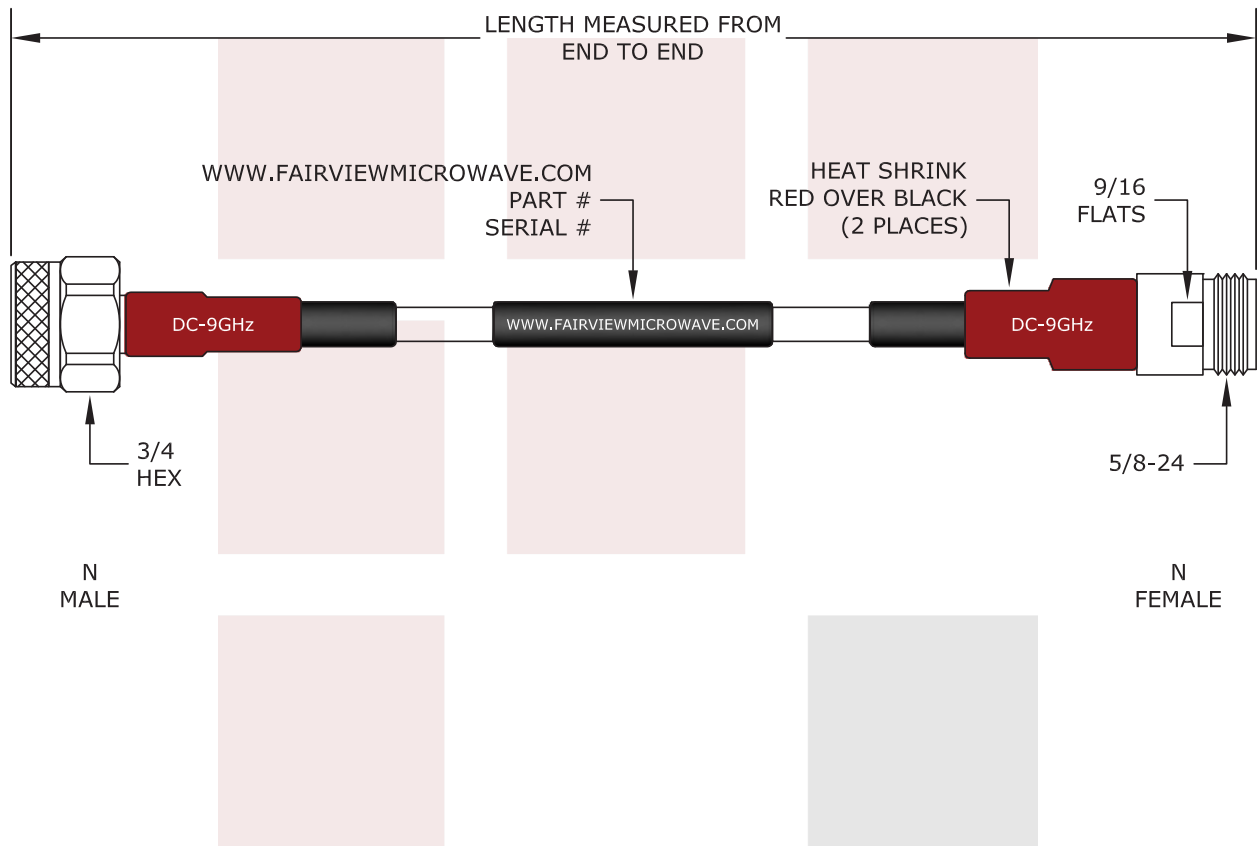 LENGTH MEASURED FROM
END TO END
WWW.FAIRVIEWMICROWAVE.COM
PART #
SERIAL #
HEAT SHRINK
RED OVER BLACK
(2 PLACES)
9/16
FLATS
DC-9GHz
WWW.FAIRVIEWMICROWAVE.COM
DC-9GHz
3/4
HEX
5/8-24
N
MALE
N
FEMALE